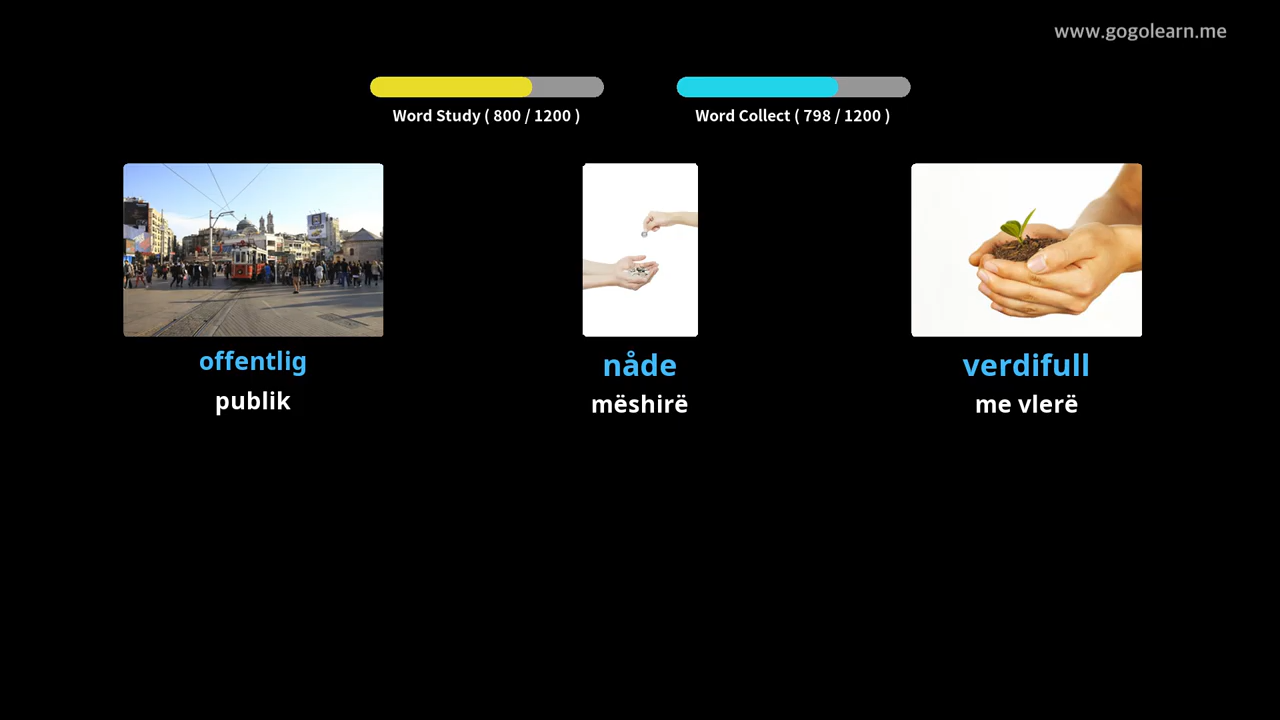 www.gogolearn.me
Word Study ( 800 / 1200 )
Word Collect ( 798 / 1200 )
offentlig
nåde
verdifull
publik
mëshirë
me vlerë